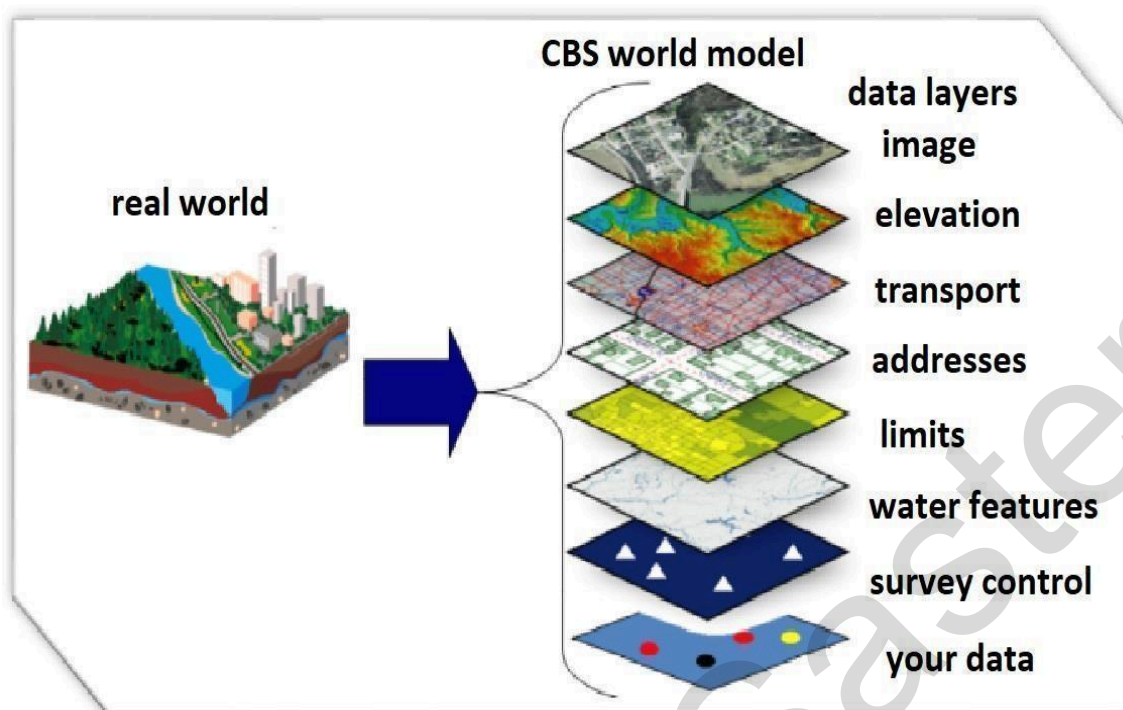 CBS world model
data layers
image
real world
elevation
transport
addresses
limits
water features
survey control
your data